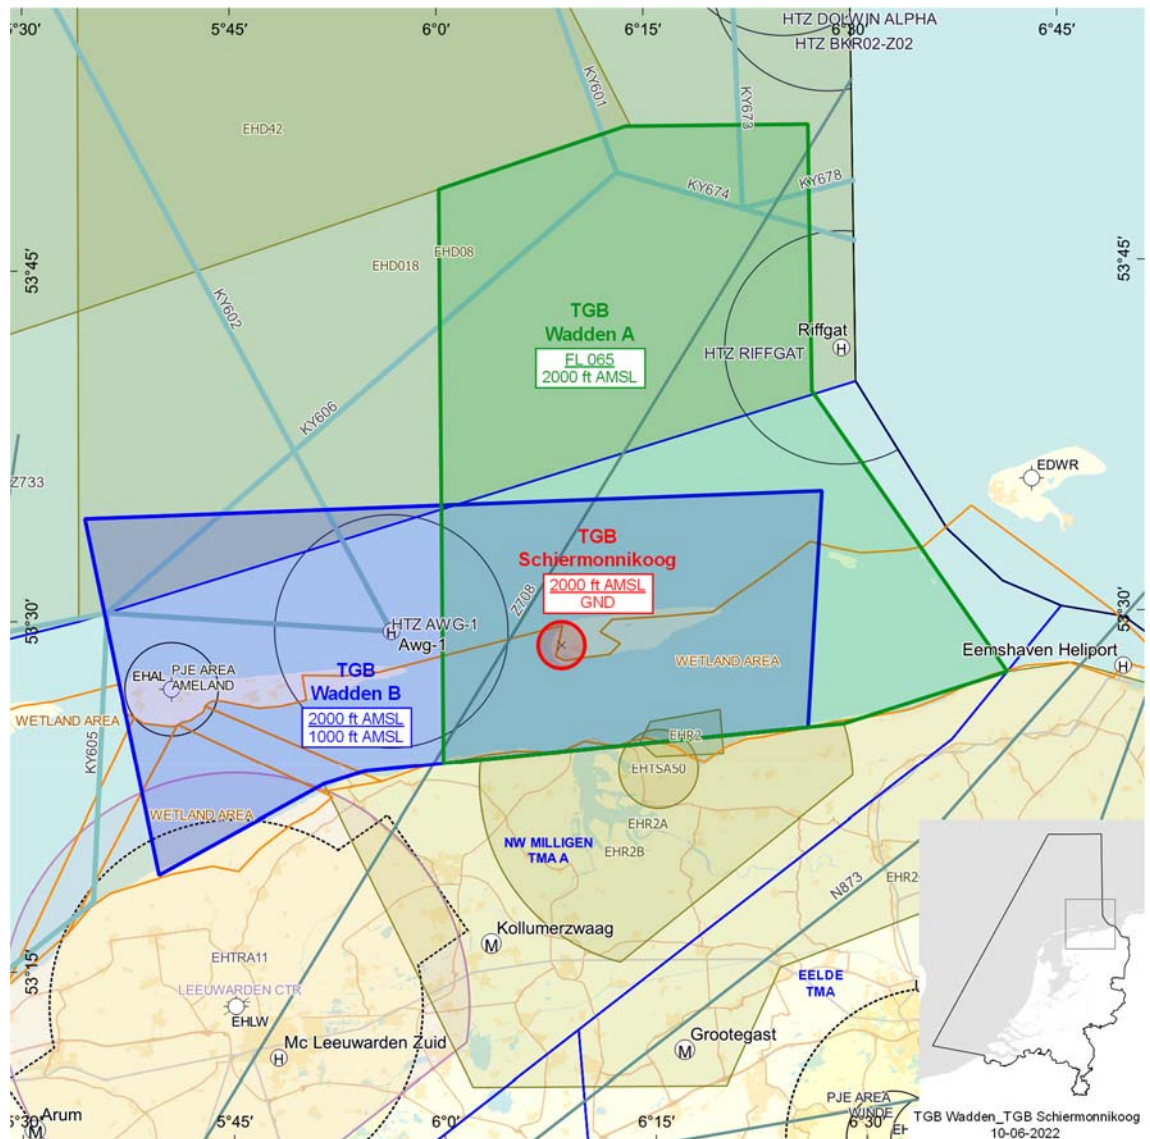 5°30′
5°45′
6°0′
6°15′
6°30′
6°45′
HTZ DOLWIN ALPHA
HTZ BKR02-Z02
KY601
KY673
EHD42
KY674
KY678
EHD08
EHD018
53°45′
53°45′
KY602
TGB
Wadden A
FL 065
2000 ft AMSL
Riffgat
H
HTZ RIFFGAT
KY606
EDWR
Z733
TGB
Schiermonnikoog
2000 ft AMSL
GND
Z708
53°30′
53°30′
HTZ AWG-1
H
Awg-1
Eemshaven Heliport
H
WETLAND AREA
EHAL
PJE AREA
AMELAND
TGB
Wadden B
2000 ft AMSL
1000 ft AMSL
WETLAND AREA
KY605
EHR2
EHTSA50
WETLAND AREA
EHR2A
NW MILLIGEN
TMA A
EHR2B
N873
Kollumerzwaag
M
53°15′
EHTRA11
LEEUWARDEN CTR
EHLW
EELDE
TMA
Mc Leeuwarden Zuid
H
Grootegast
M
Arum
M
5°30′
5°45′
6°0′
6°15′
6°30′
PJE AREA
WINDE
TGB Wadden_TGB Schiermonnikoog
10-06-2022